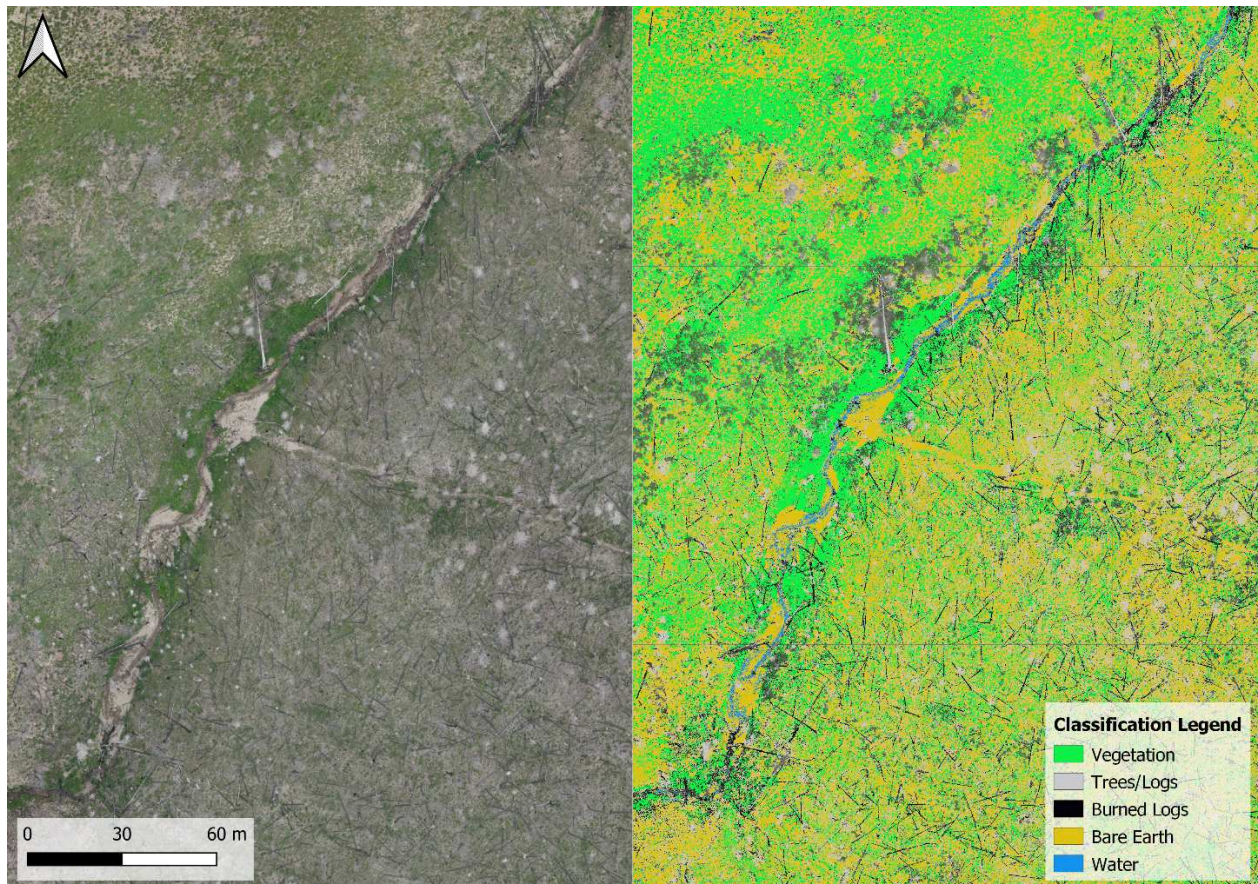 0 30 60 m
Classification Legend
Vegetation
Trees/Logs
Burned Logs
Bare Earth
Water